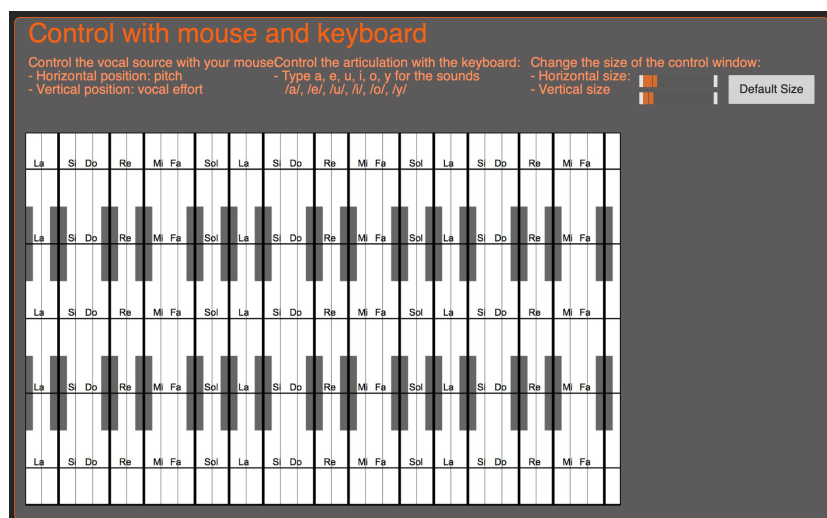 Control with mouse and keyboard
Control the vocal source with your mouse:
- Horizontal position: pitch
- Vertical position: vocal effort
Control the articulation with the keyboard:
- Type a, e, u, i, o, y for the sounds
/a/, /e/, /u/, /i/, /o/, /y/
Change the size of the control window:
- Horizontal size:
- Vertical size
Default Size
La Si Do Re Mi Fa Sol La Si Do Re Mi Fa Sol La Si Do Re Mi Fa
La Si Do Re Mi Fa Sol La Si Do Re Mi Fa Sol La Si Do Re Mi Fa
La Si Do Re Mi Fa Sol La Si Do Re Mi Fa Sol La Si Do Re Mi Fa
La Si Do Re Mi Fa Sol La Si Do Re Mi Fa Sol La Si Do Re Mi Fa
La Si Do Re Mi Fa Sol La Si Do Re Mi Fa Sol La Si Do Re Mi Fa